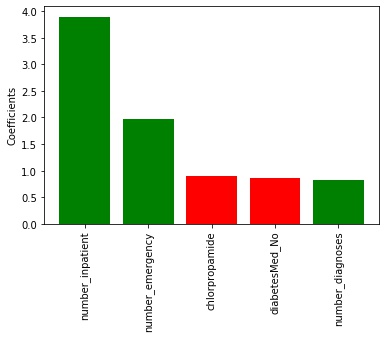 4.0
3.5
3.0
2.5
2.0
1.5
1.0
0.5
0.0
Coefficients
number_inpatient
number_emergency
chlorpropamide
diabetesMed_No
number_diagnoses